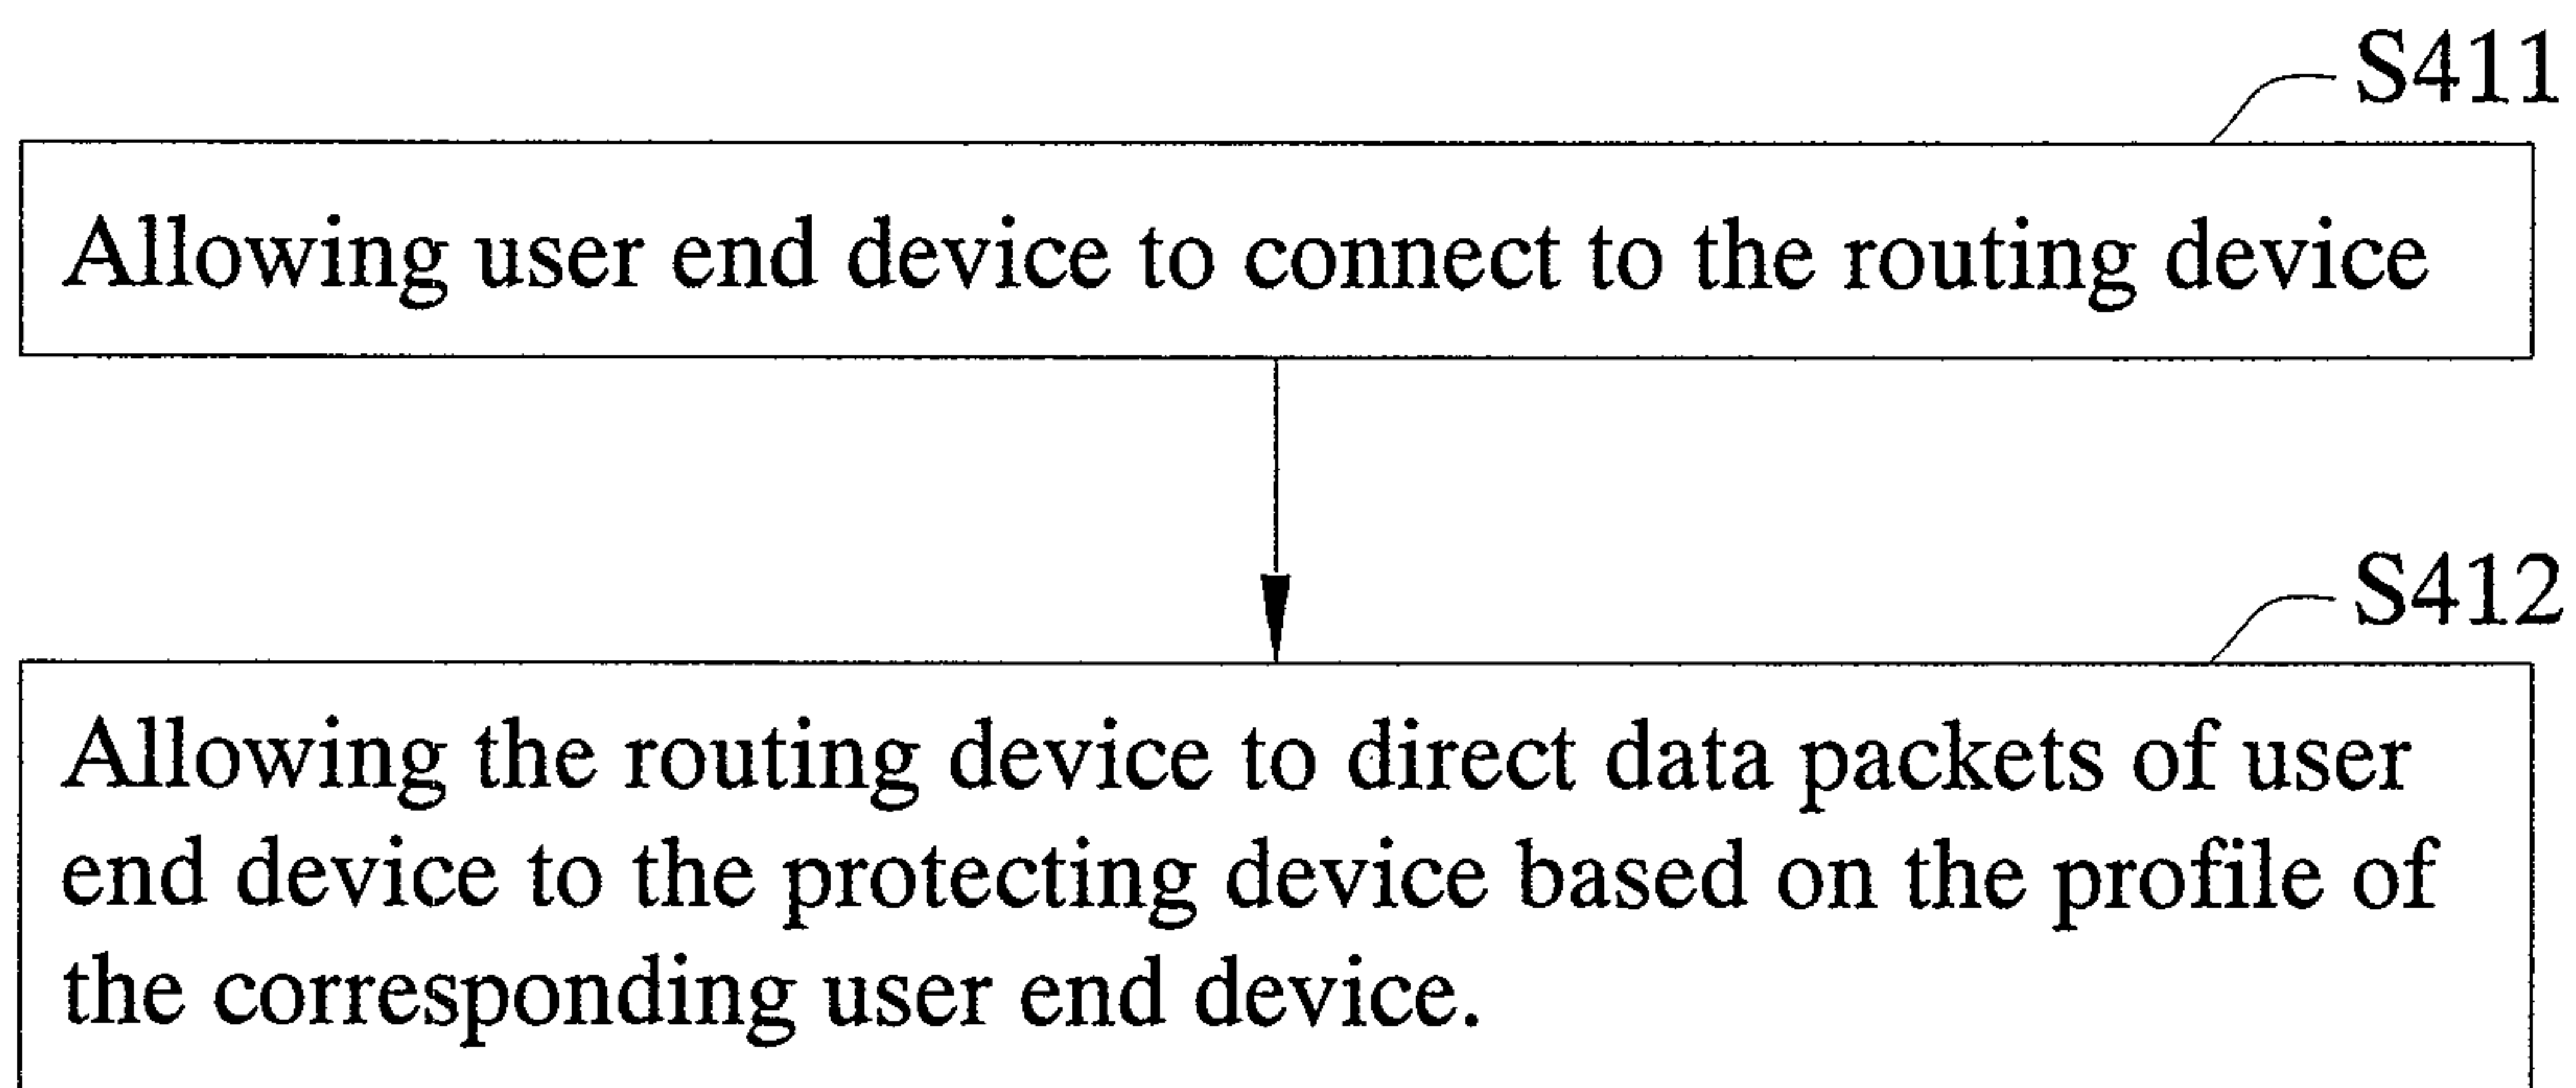 S411
Allowing user end device to connect to the routing device
S412
Allowing the routing device to direct data packets of user
end device to the protecting device based on the profile of
the corresponding user end device.